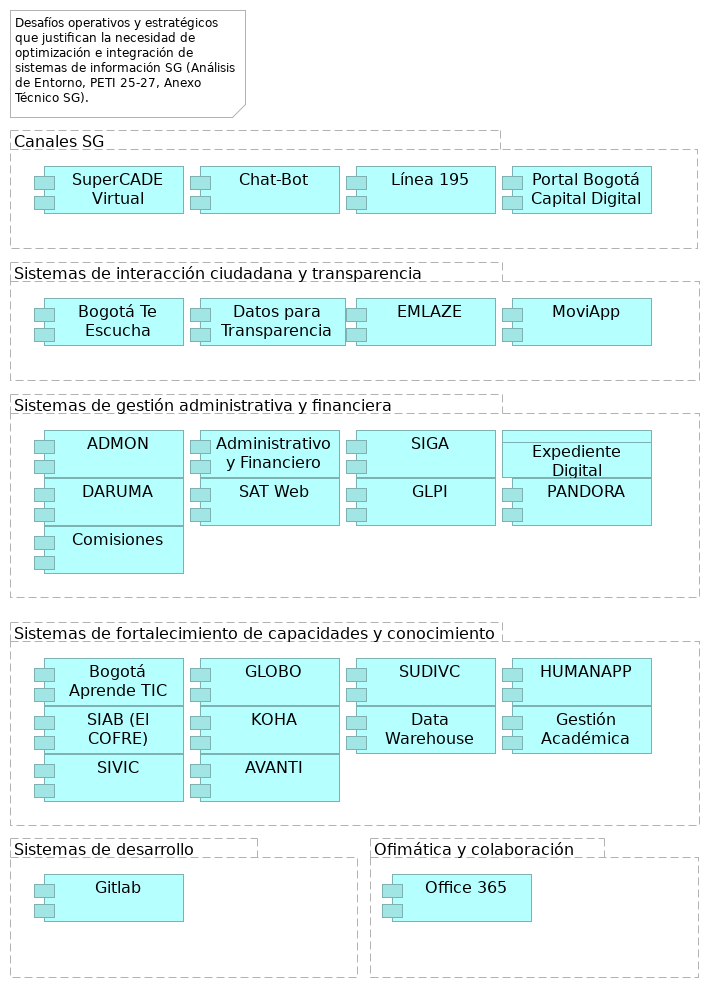 Desafíos operativos y estratégicos
que justifican la necesidad de
optimización e integración de
sistemas de información SG (Análisis
de Entorno, PETI 25-27, Anexo
Técnico SG).
Canales SG
SuperCADE
Virtual
Chat-Bot
Línea 195
Portal Bogotá
Capital Digital
Sistemas de interacción ciudadana y transparencia
Bogotá Te
Escucha
Datos para
Transparencia
EMLAZE
MoviApp
Sistemas de gestión administrativa y financiera
ADMON
Administrativo
y Financiero
SIGA
Expediente
Digital
DARUMA
SAT Web
GLPI
PANDORA
Comisiones
Sistemas de fortalecimiento de capacidades y conocimiento
Bogotá
Aprende TIC
GLOBO
SUDIVC
HUMANAPP
SIAB (El
COFRE)
KOHA
Data
Warehouse
Gestión
Académica
SIVIC
AVANTI
Sistemas de desarrollo
Gitlab
Ofimática y colaboración
Office 365